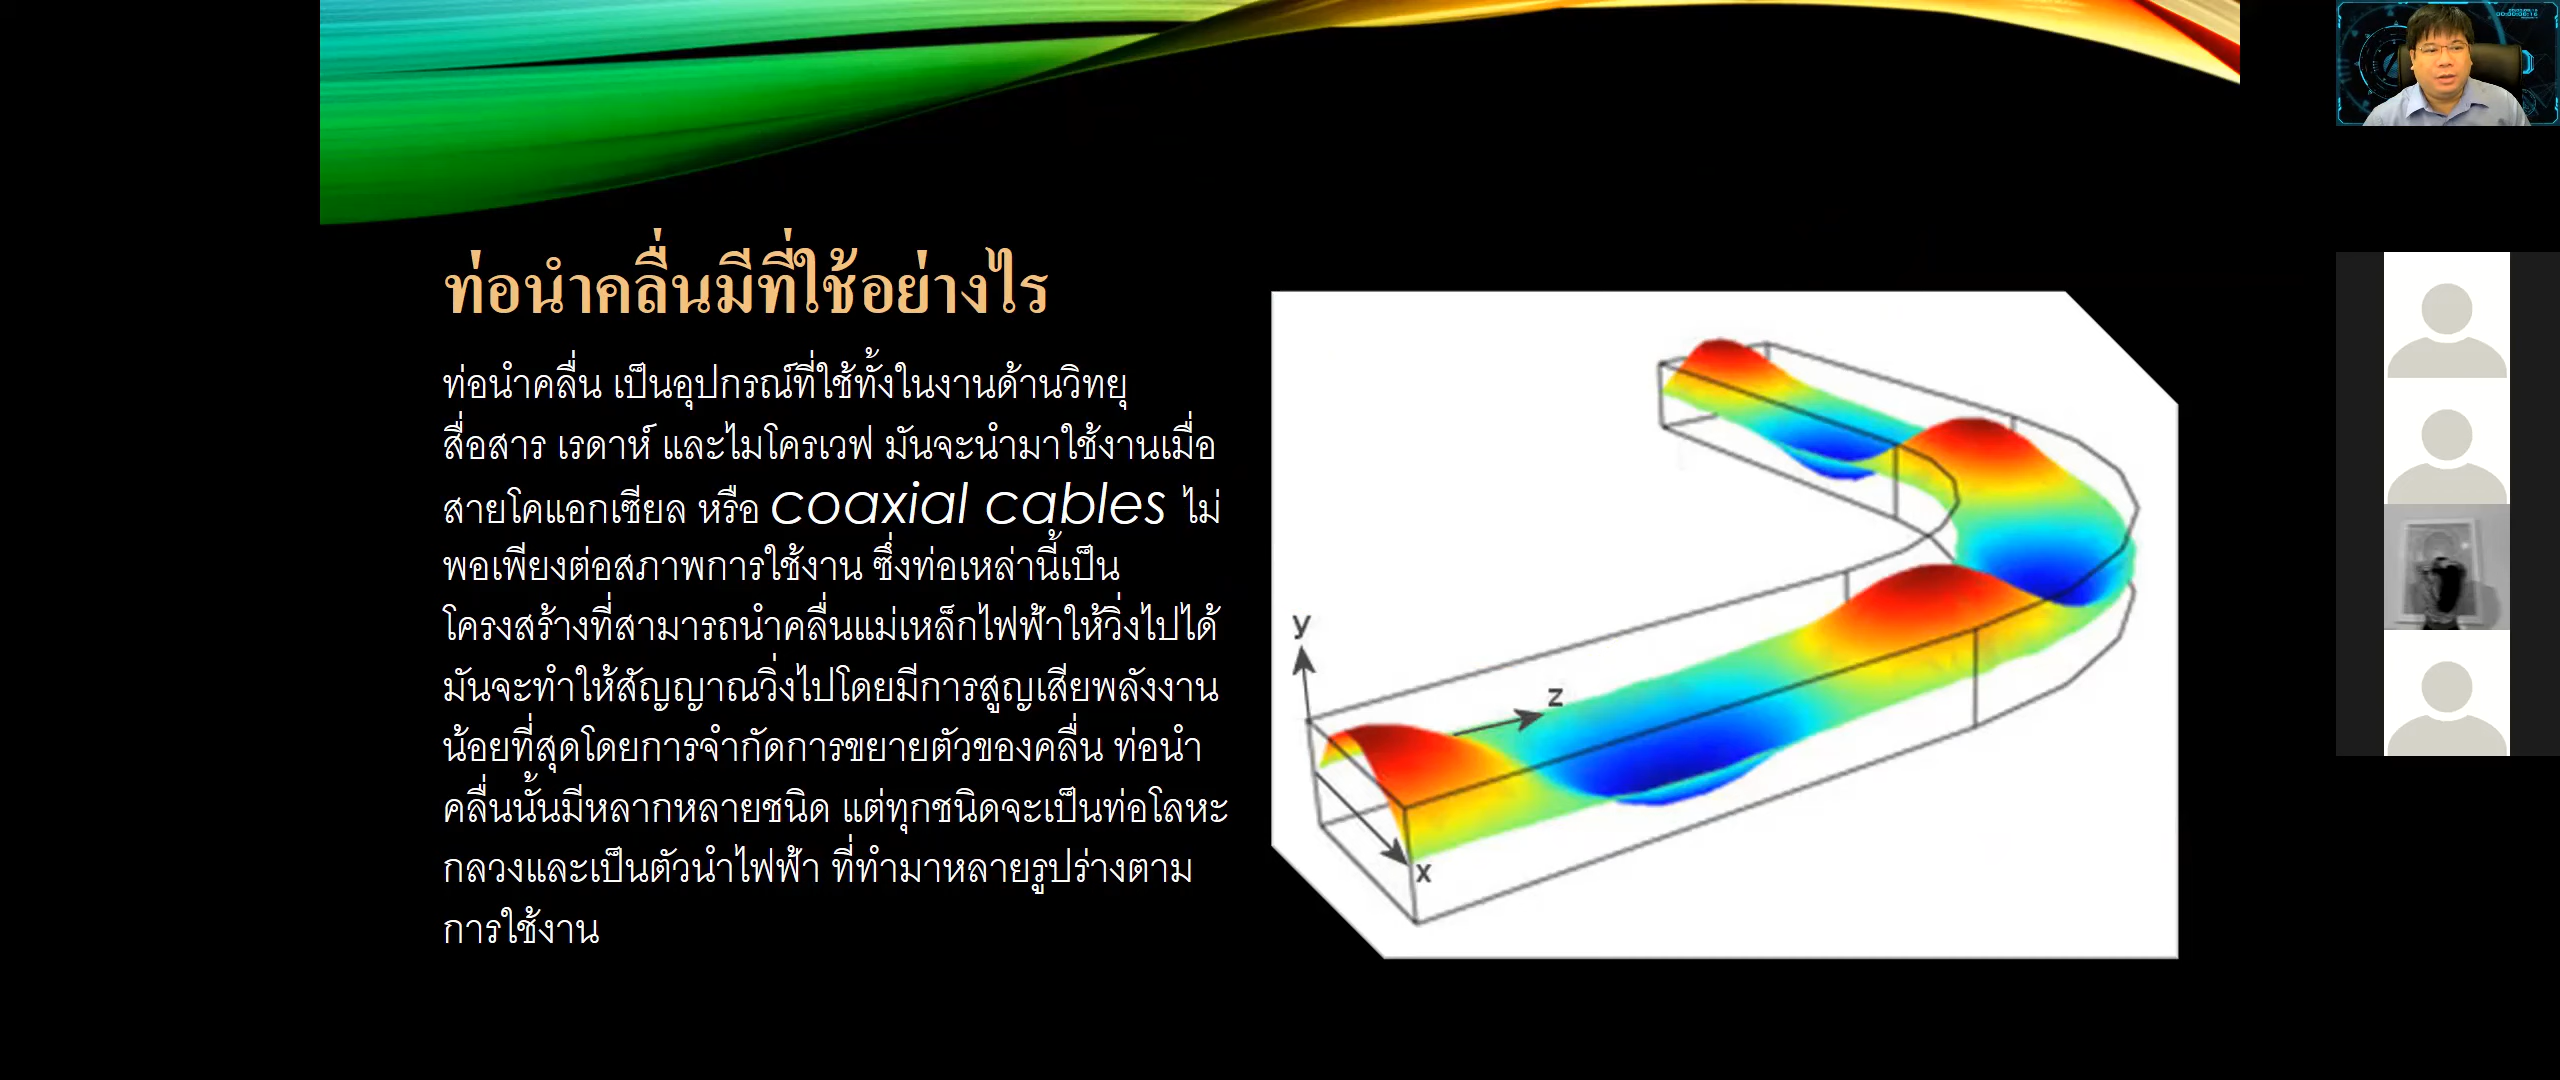 ท่อนำคลื่นมีที่ใช้อย่างไร
ท่อนำคลื่น เป็นอุปกรณ์ที่ใช้ทั้งในงานด้านวิทยุ
สื่อสาร เรดาห์ และไมโครเวฟ มันจะนำมาใช้งานเมื่อ
สายโคแอกเซียล หรือ coaxial cables ไม่
พอเพียงต่อสภาพการใช้งาน ซึ่งท่อเหล่านี้เป็น
โครงสร้างที่สามารถนำคลื่นแม่เหล็กไฟฟ้าให้วิ่งไปได้
มันจะทำให้สัญญาณวิ่งไปโดยมีการสูญเสียพลังงาน
น้อยที่สุดโดยการจำกัดการขยายตัวของคลื่น ท่อนำ
คลื่นนั้นมีหลากหลายชนิด แต่ทุกชนิดจะเป็นท่อโลหะ
กลวงและเป็นตัวนำไฟฟ้า ที่ทำมาหลายรูปร่างตาม
การใช้งาน
y
z
x